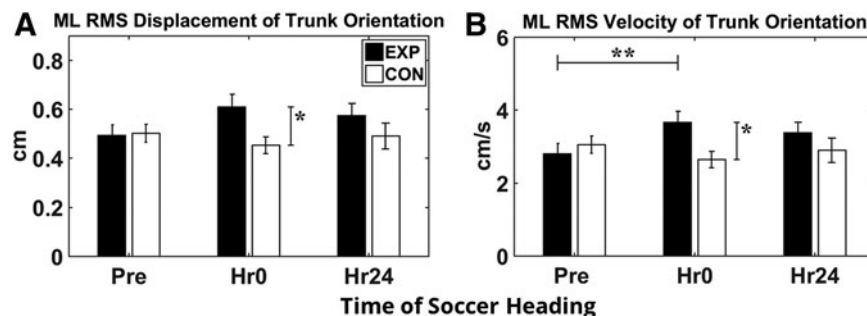 A
ML RMS Displacement of Trunk Orientation
0.8
0.6
0.4
0.2
0
cm
EXP
CON
*
Pre Hr0 Hr24
B
ML RMS Velocity of Trunk Orientation
6
4
2
0
cm/s
**
*
Pre Hr0 Hr24
Time of Soccer Heading